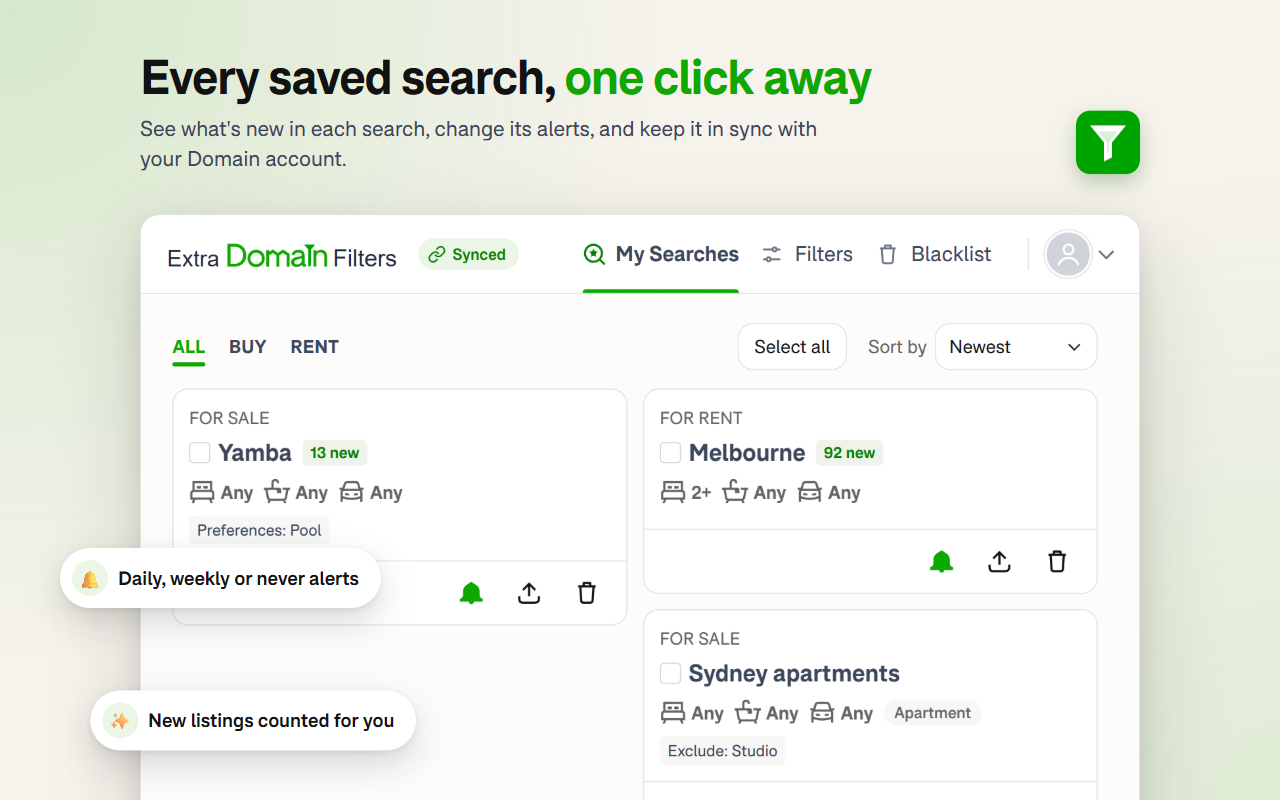 Every saved search, one click away
See what's new in each search, change its alerts, and keep it in sync with
your Domain account.
Extra Domain Filters
Synced
My Searches
Filters
Blacklist
ALL
BUY
RENT
Select all
Sort by
Newest
FOR SALE
Yamba
13 new
Any
Any
Any
Preferences: Pool
Daily, weekly or never alerts
New listings counted for you
FOR RENT
Melbourne
92 new
2+
Any
Any
FOR SALE
Sydney apartments
Any
Any
Any
Apartment
Exclude: Studio